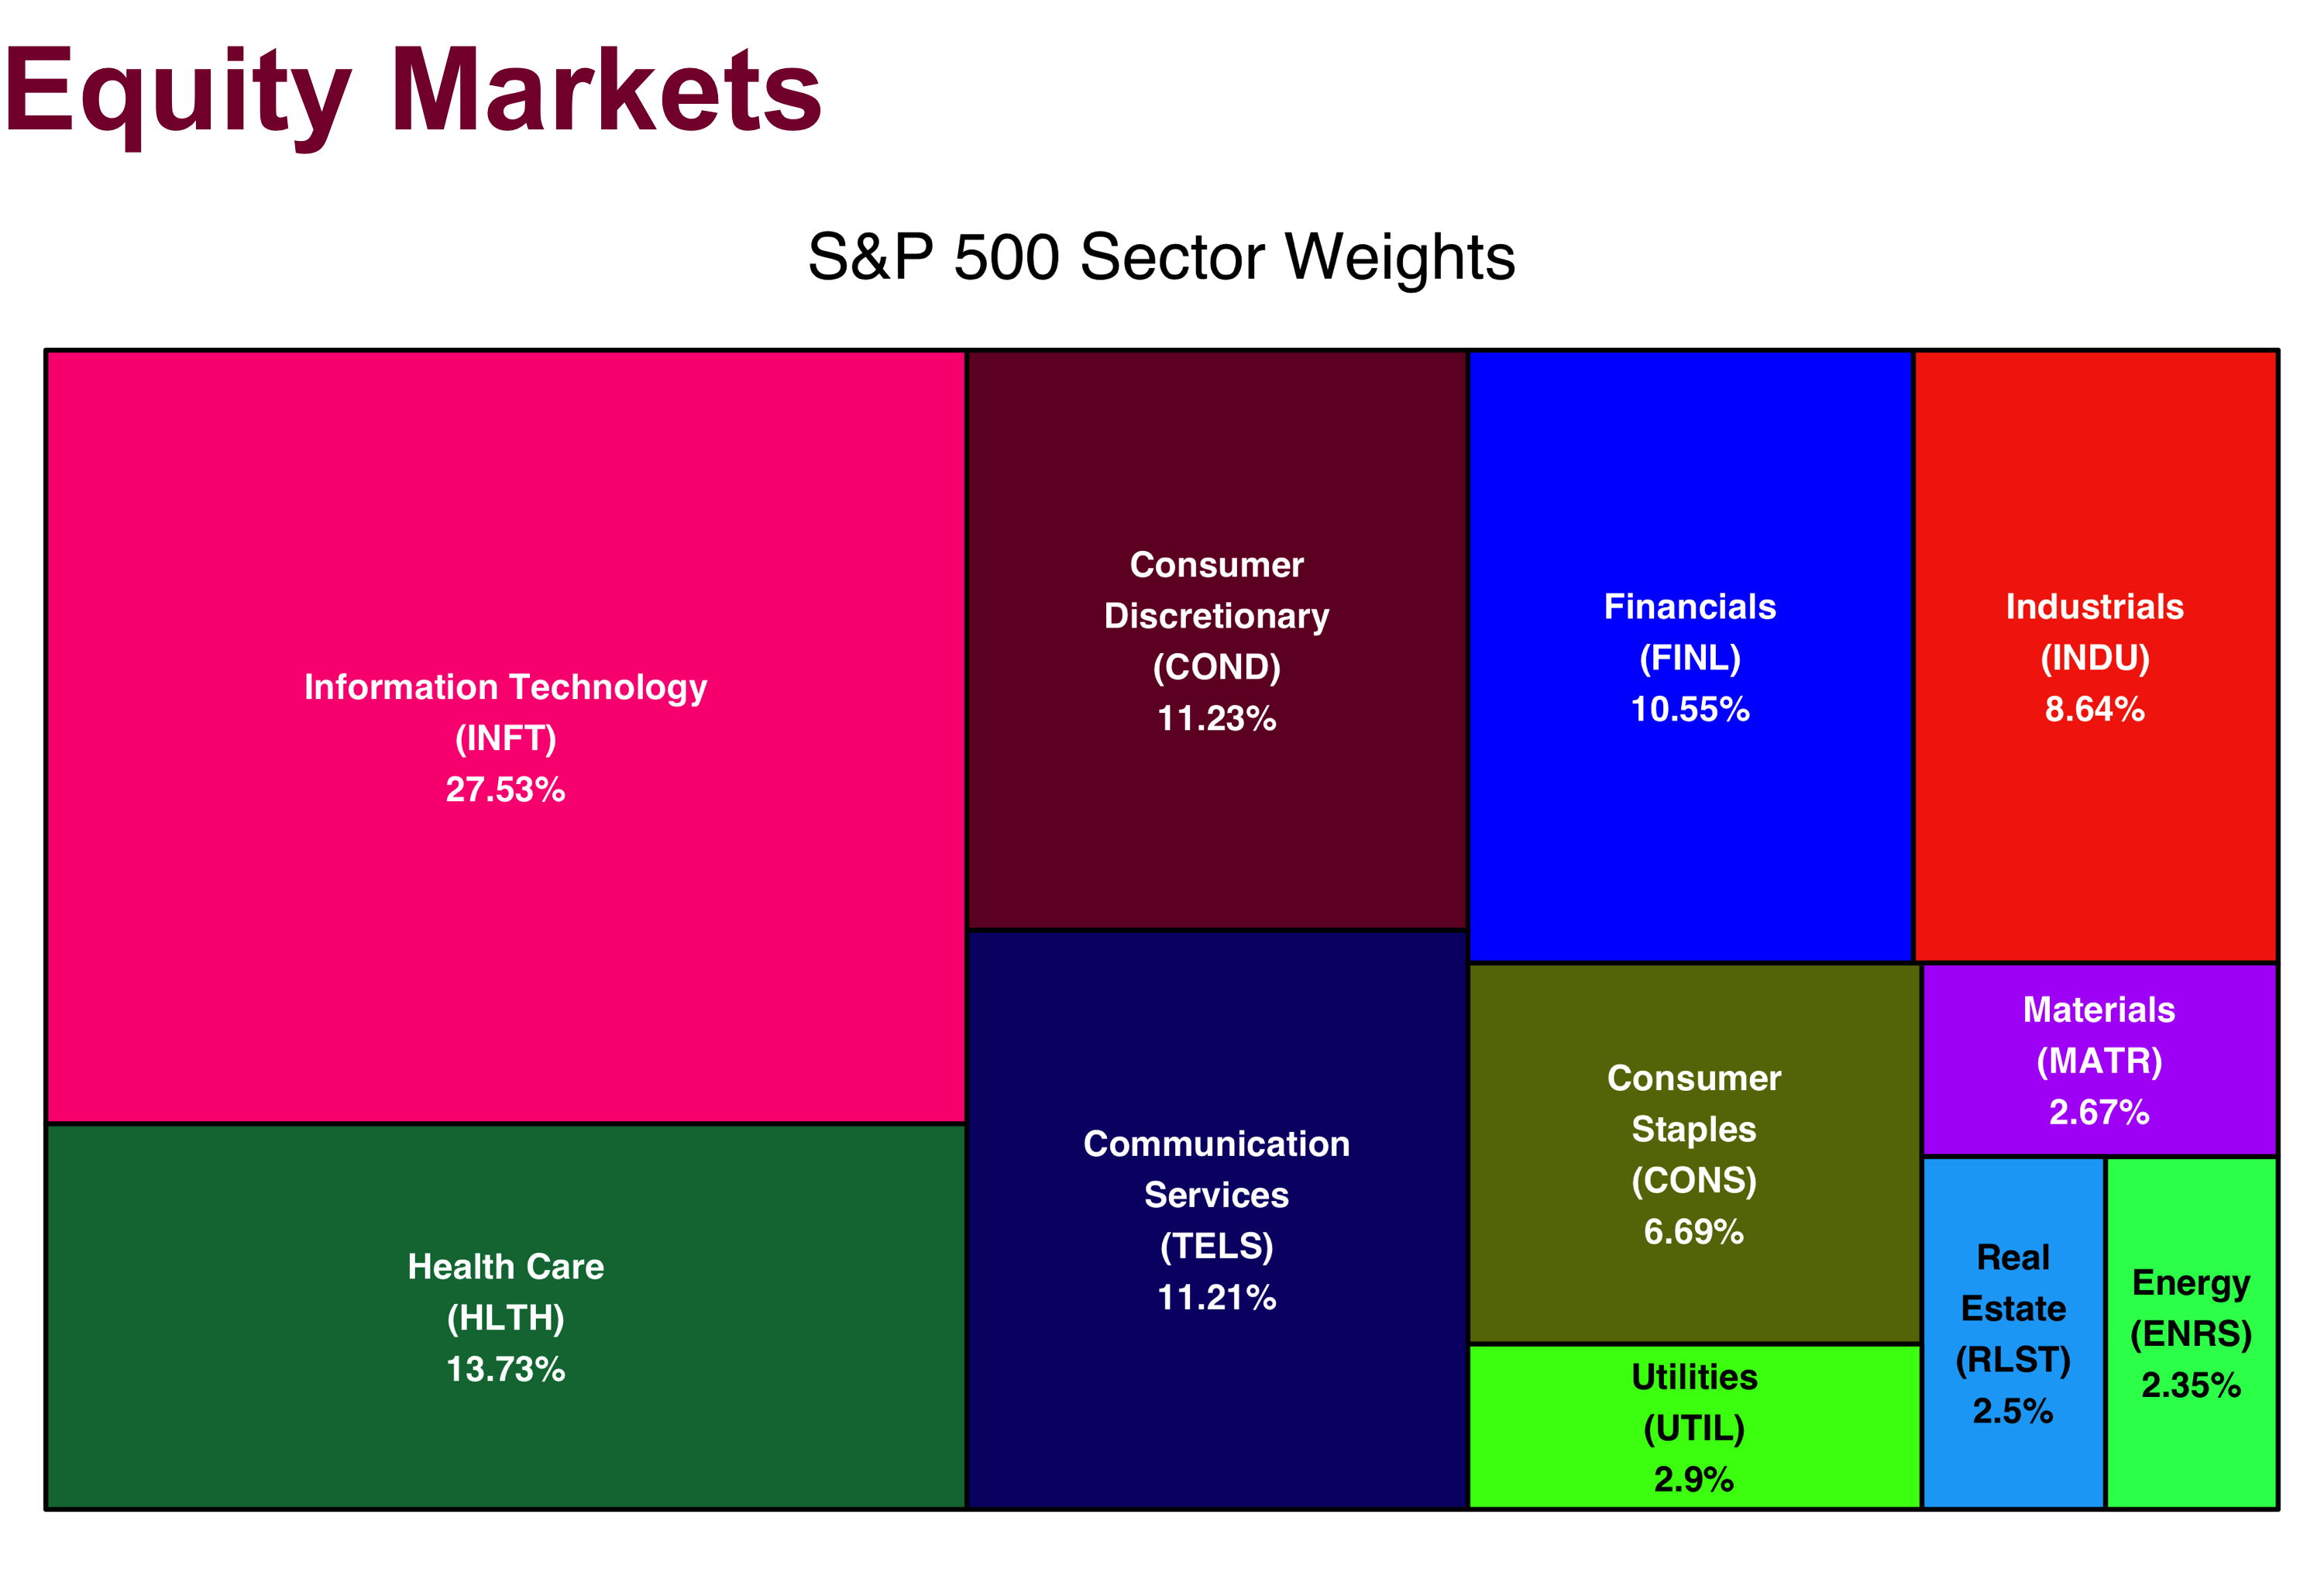 Equity Markets
S&P 500 Sector Weights
Information Technology
(INFT)
27.53%
Health Care
(HLTH)
13.73%
Consumer
Discretionary
(COND)
11.23%
Communication
Services
(TELS)
11.21%
Financials
(FINL)
10.55%
Industrials
(INDU)
8.64%
Consumer
Staples
(CONS)
6.69%
Utilities
(UTIL)
2.9%
Materials
(MATR)
2.67%
Real
Estate
(RLST)
2.5%
Energy
(ENRS)
2.35%